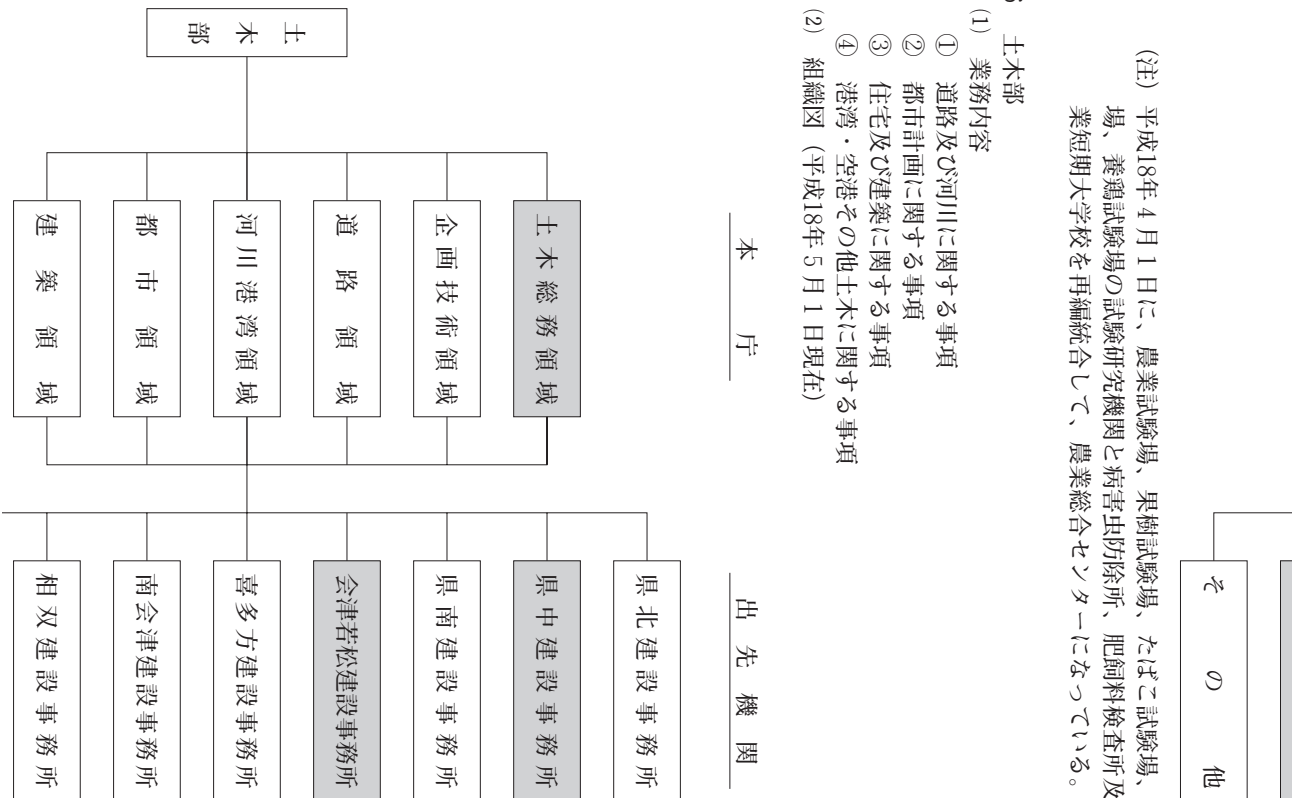 その他
(注) 平成18年4月1日に、農業試験場、果樹試験場、たばこ試験場、
場、養鶏試験場の試験研究機関と病害虫防除所、肥飼料検査所及
業短期大学校を再編統合して、農業総合センターになっている。
土木部
(1) 業務内容
① 道路及び河川に関する事項
② 都市計画に関する事項
③ 住宅及び建築に関する事項
④ 港湾・空港その他土木に関する事項
(2) 組織図(平成18年5月1日現在)
本庁
出先機関
土木部
土木総務領域
企画技術領域
道路領域
河川港湾領域
都市領域
建築領域
県北建設事務所
県中建設事務所
県南建設事務所
会津若松建設事務所
喜多方建設事務所
南会津建設事務所
相双建設事務所